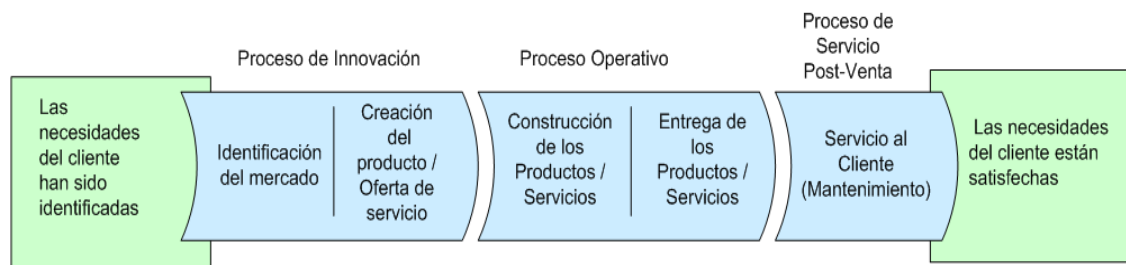 Proceso de Innovación
Proceso Operativo
Proceso de
Servicio
Post-Venta
Las
necesidades
del cliente
han sido
identificadas
Identificación
del mercado
Creación
del
producto /
Oferta de
servicio
Construcción
de los
Productos /
Servicios
Entrega de
los
Productos /
Servicios
Servicio al
Cliente
(Mantenimiento)
Las necesidades
del cliente están
satisfechas